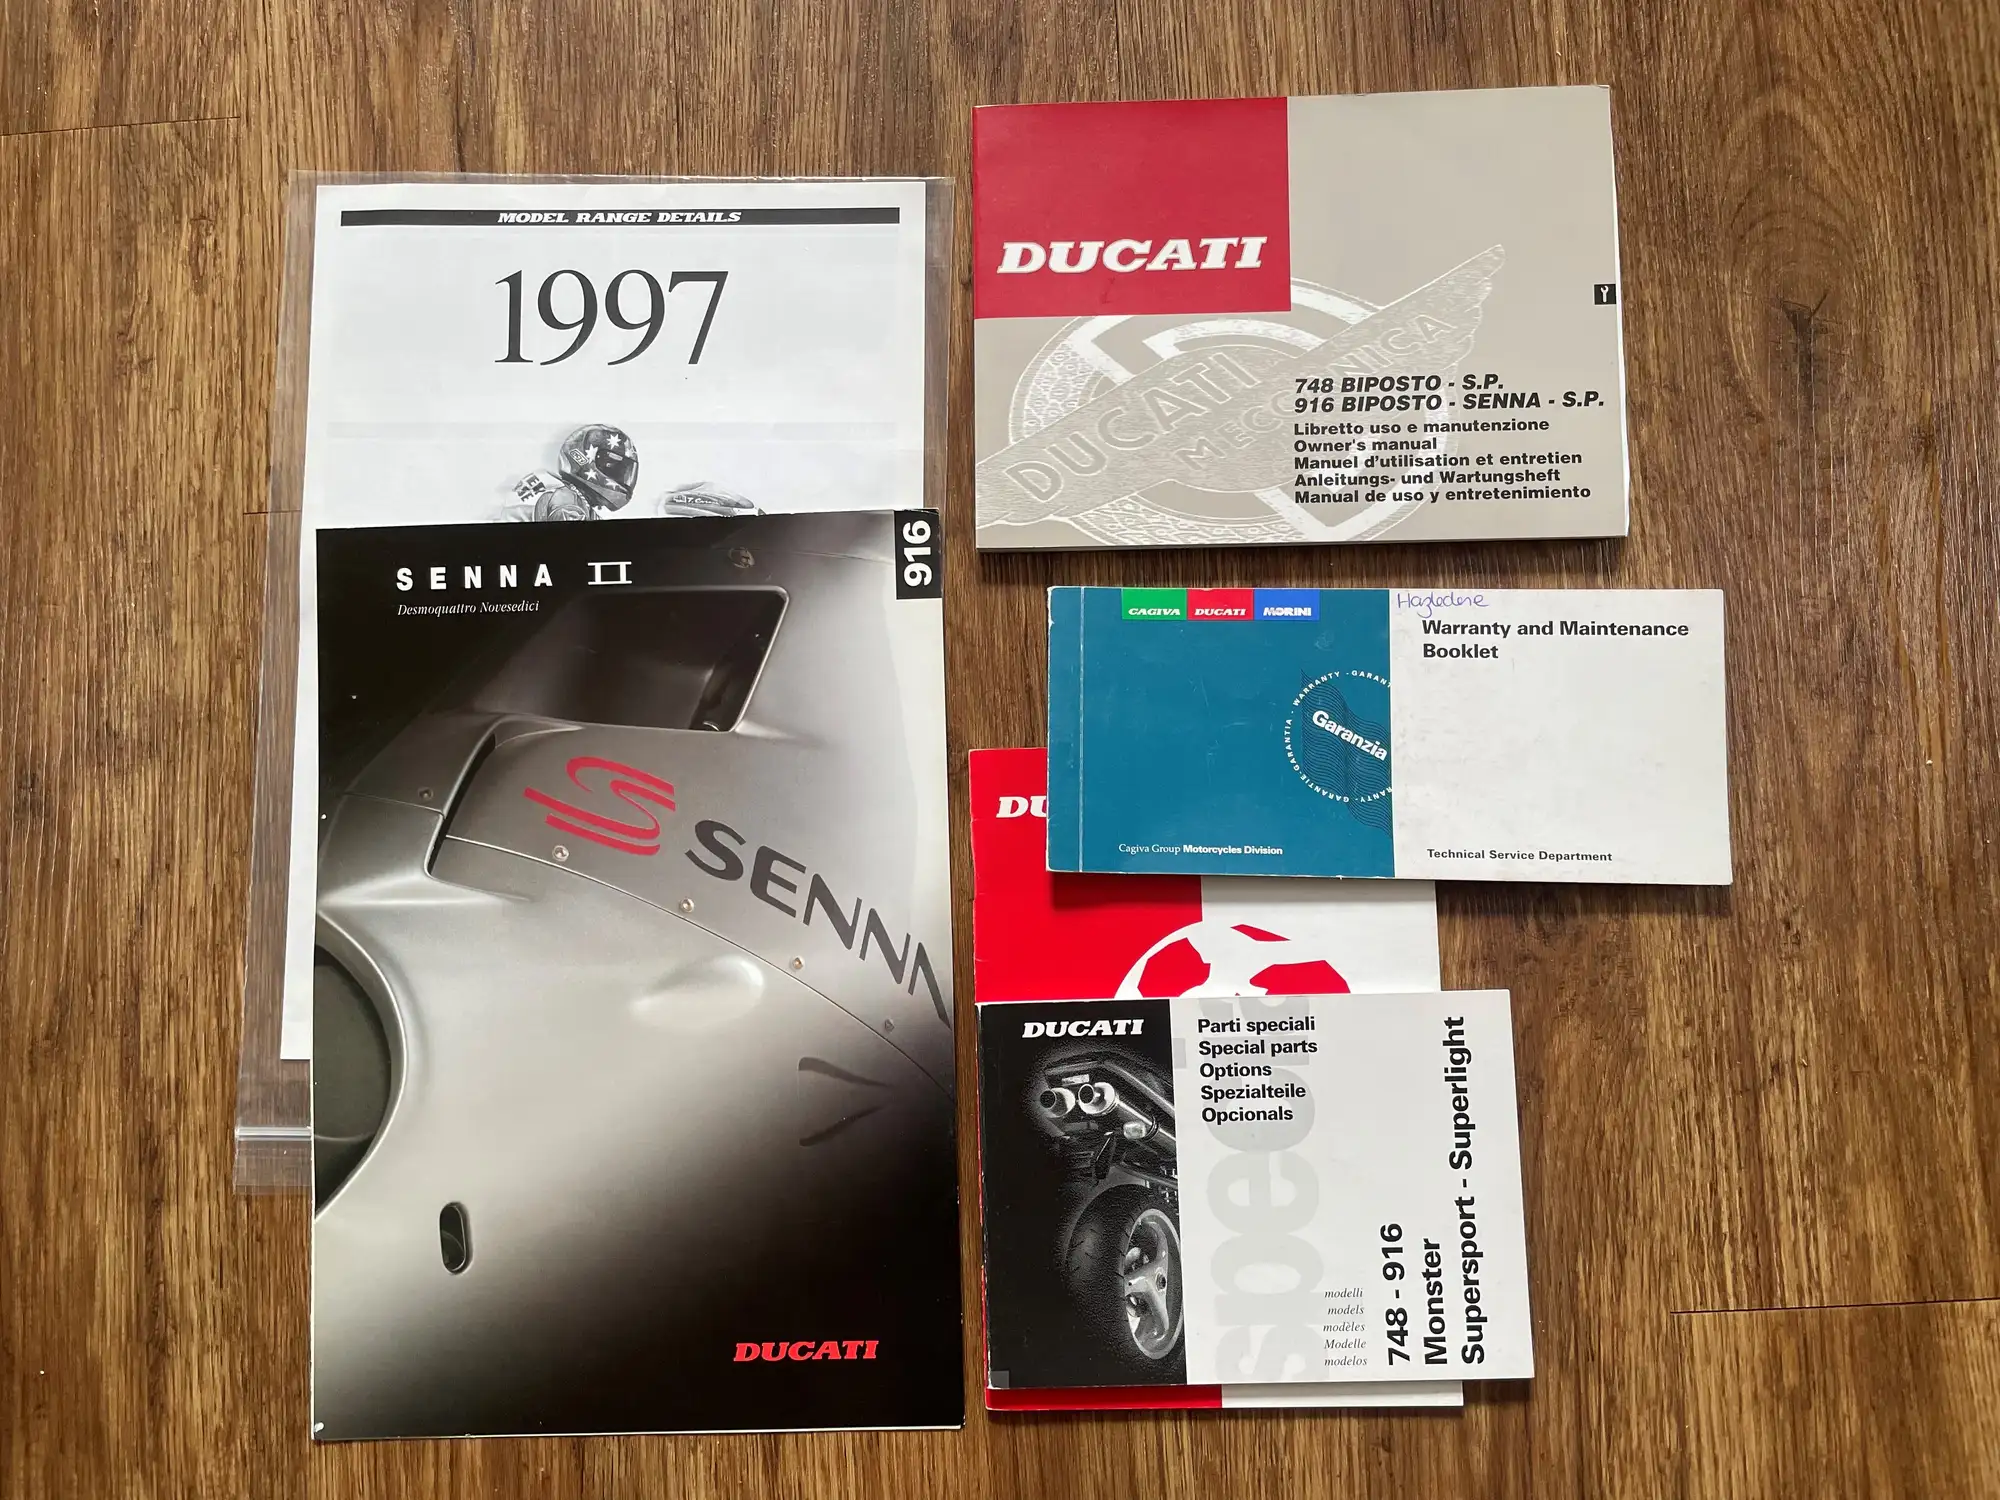 MODEL RANGE DETAILS
1997
SENNA II
Desmoquattro Novesedici
916
SENNA
DUCATI
DUCATI
DUCATI
MECCANICA
748 BIPOSTO - S.P.
916 BIPOSTO - SENNA - S.P.
Libretto uso e manutenzione
Owner's manual
Manuel d'utilisation et entretien
Anleitungs- und Wartungsheft
Manual de uso y entretenimiento
CAGIVA DUCATI MORINI
Hazledene
Warranty and Maintenance
Booklet
WARRANTY - GARANTIE - GARANTIA
Garanzia
Cagiva Group Motorcycles Division
Technical Service Department
DU
DUCATI
Parti speciali
Special parts
Options
Spezialteile
Opcionals
modelli
models
modèles
Modelle
modelos
748 - 916
Monster
Supersport - Superlight